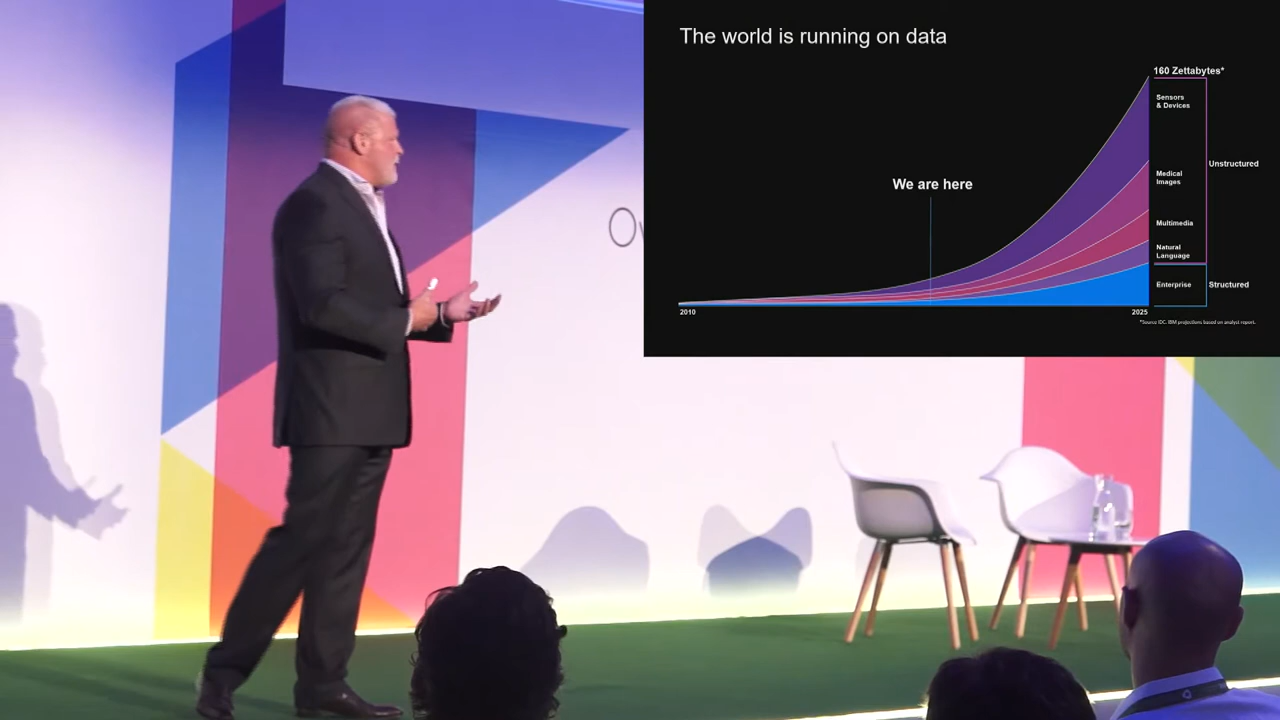 The world is running on data
160 Zettabytes*
Sensors
& Devices
Unstructured
Medical
Images
We are here
Multimedia
Natural
Language
Enterprise
Structured
2010
2025
*Source IDC. IBM projections based on analyst report.